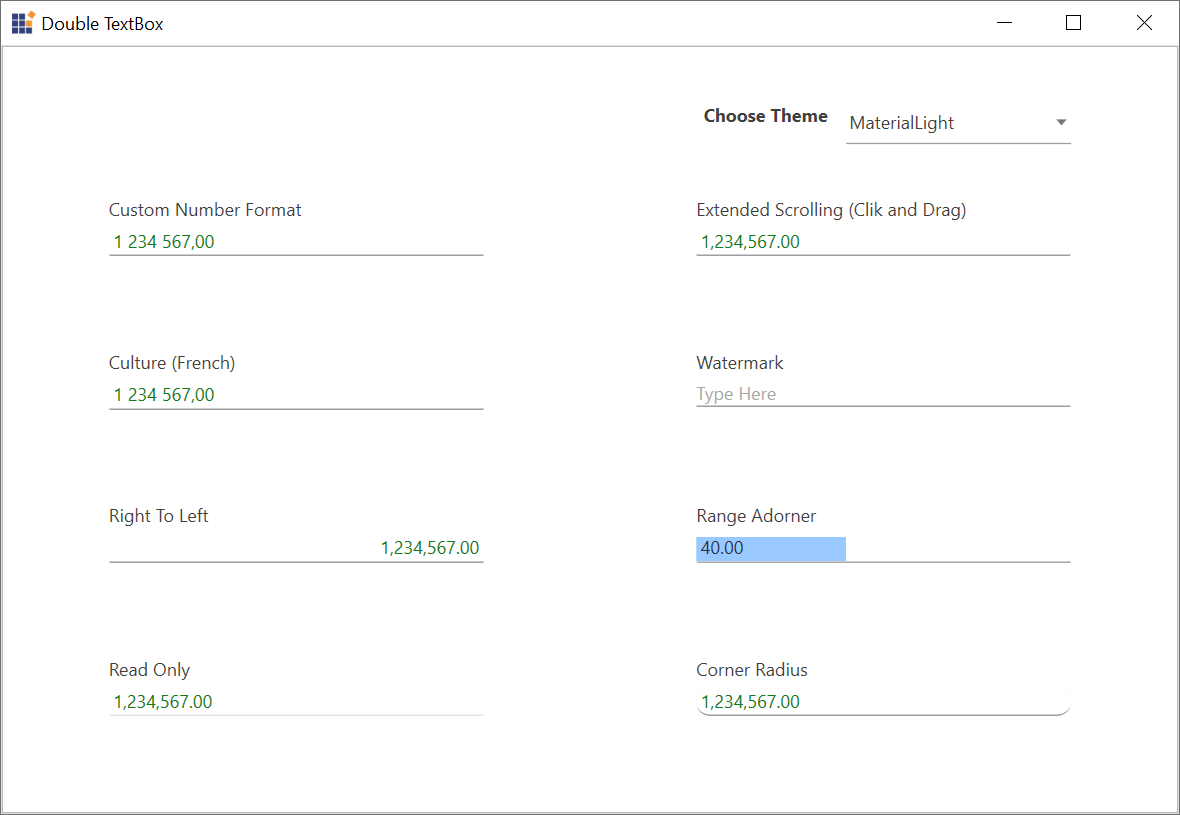 Double TextBox
Choose Theme
MaterialLight
Custom Number Format
1 234 567,00
Extended Scrolling (Clik and Drag)
1,234,567.00
Culture (French)
1 234 567,00
Watermark
Type Here
Right To Left
1,234,567.00
Range Adorner
40.00
Read Only
1,234,567.00
Corner Radius
1,234,567.00